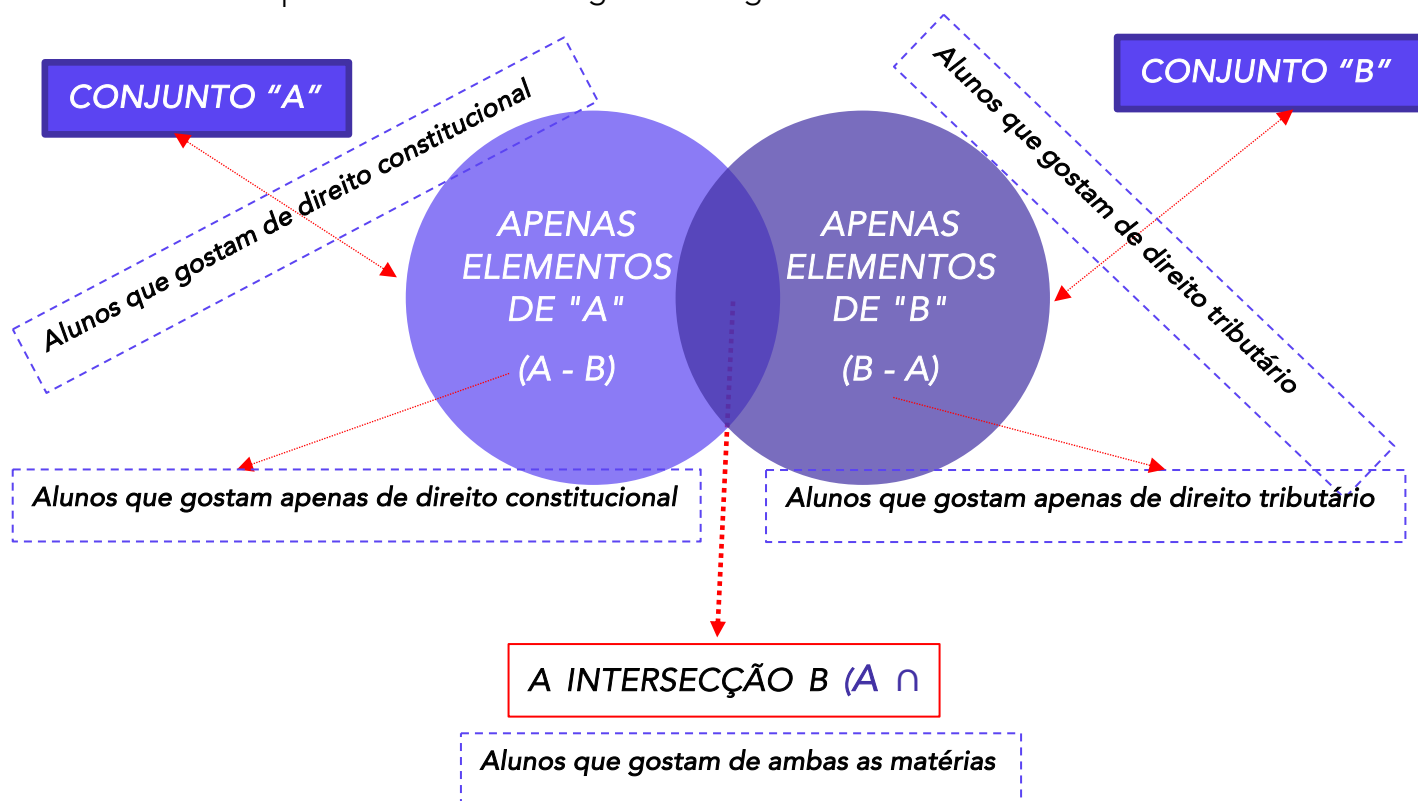 CONJUNTO “A”
CONJUNTO “B”
Alunos que gostam de direito constitucional
Alunos que gostam de direito tributário
APENAS
ELEMENTOS
DE "A"
(A - B)
APENAS
ELEMENTOS
DE "B"
(B - A)
Alunos que gostam apenas de direito constitucional
Alunos que gostam apenas de direito tributário
A INTERSECÇÃO B (A ∩
Alunos que gostam de ambas as matérias